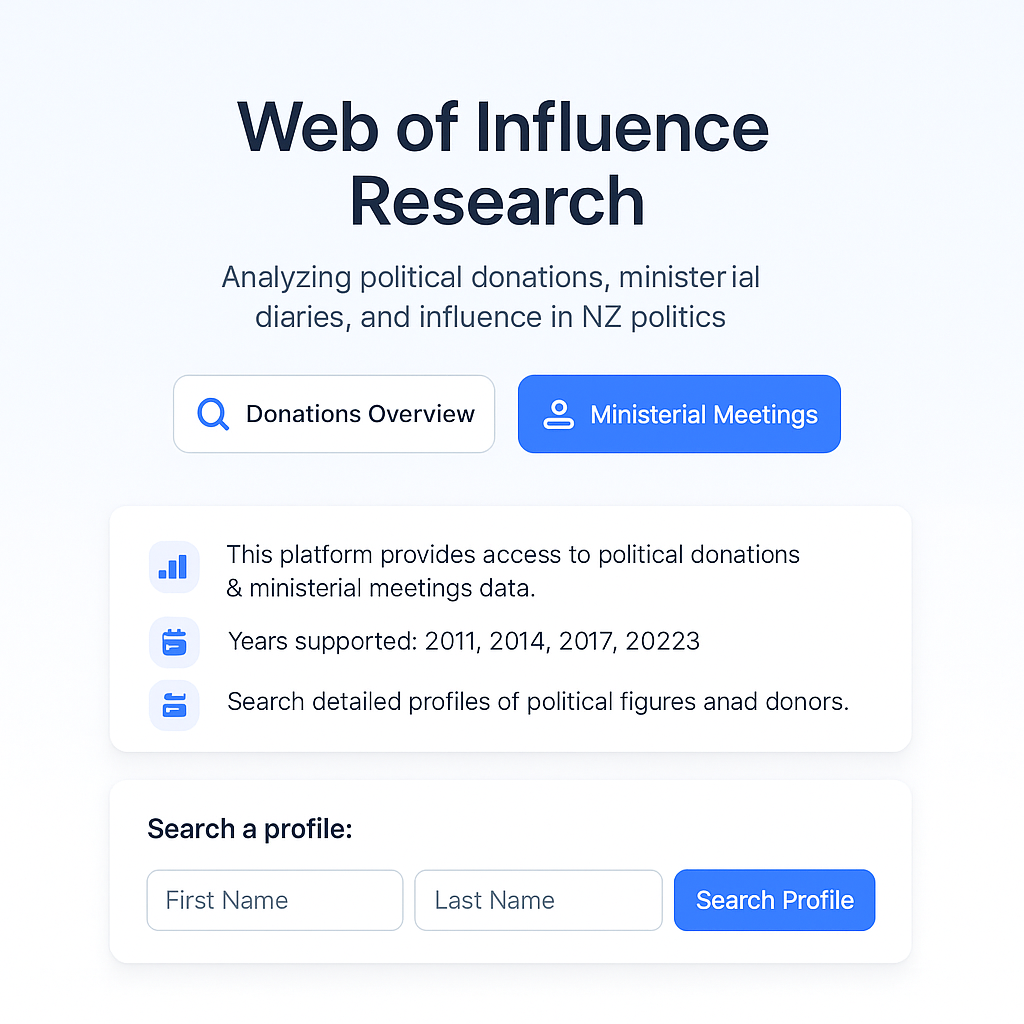 Web of Influence
Research
Analyzing political donations, ministerial
diaries, and influence in NZ politics
Donations Overview
Ministerial Meetings
This platform provides access to political donations
& ministerial meetings data.
Years supported: 2011, 2014, 2017, 20223
Search detailed profiles of political figures anad donors.
Search a profile:
First Name
Last Name
Search Profile